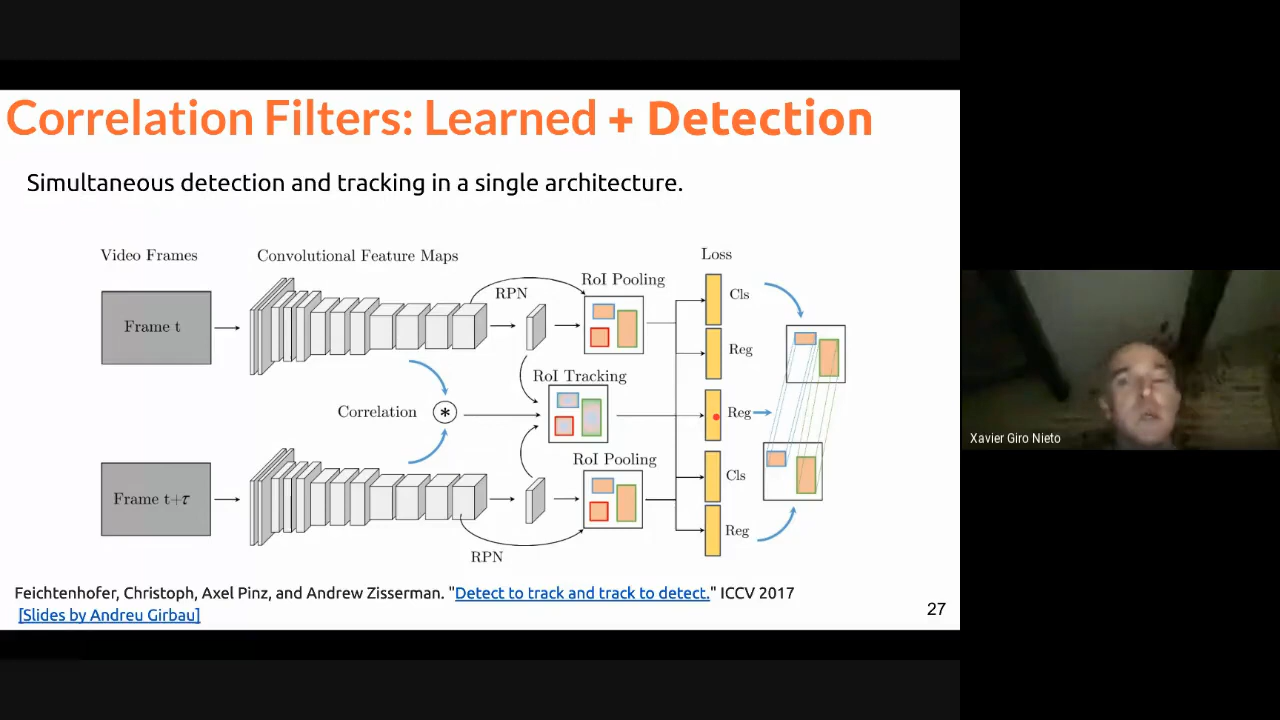 Correlation Filters: Learned + Detection
Simultaneous detection and tracking in a single architecture.
Video Frames
Convolutional Feature Maps
Loss
RoI Pooling
RPN
Cls
Frame t
Reg
RoI Tracking
Correlation
*
Reg
RoI Pooling
Cls
Frame t+τ
Reg
RPN
Feichtenhofer, Christoph, Axel Pinz, and Andrew Zisserman. "Detect to track and track to detect." ICCV 2017
[Slides by Andreu Girbau]
27
Xavier Giro Nieto